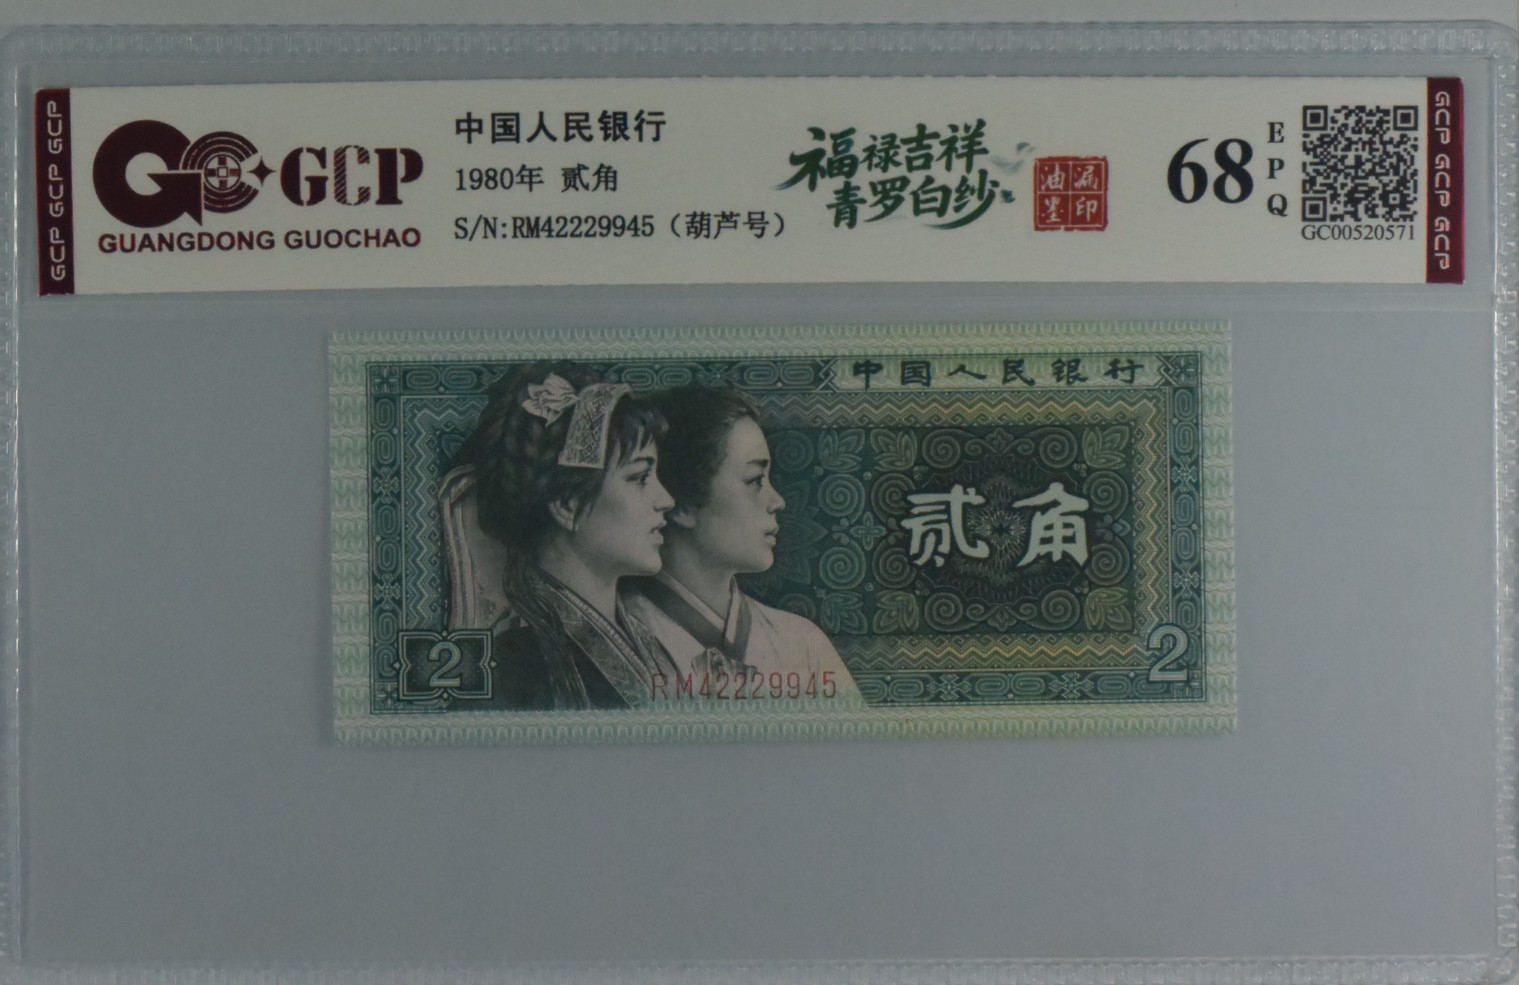 GCP GCP GCP
GCP
GUANGDONG GUOCHAO
中国人民银行
1980年 贰角
S/N:RM42229945（葫芦号）
福禄吉祥
青罗白纱
漏印
油墨
68
EPQ
GC00520571
GCP GCP GCP
中国人民银行
贰角
2
2
RM42229945